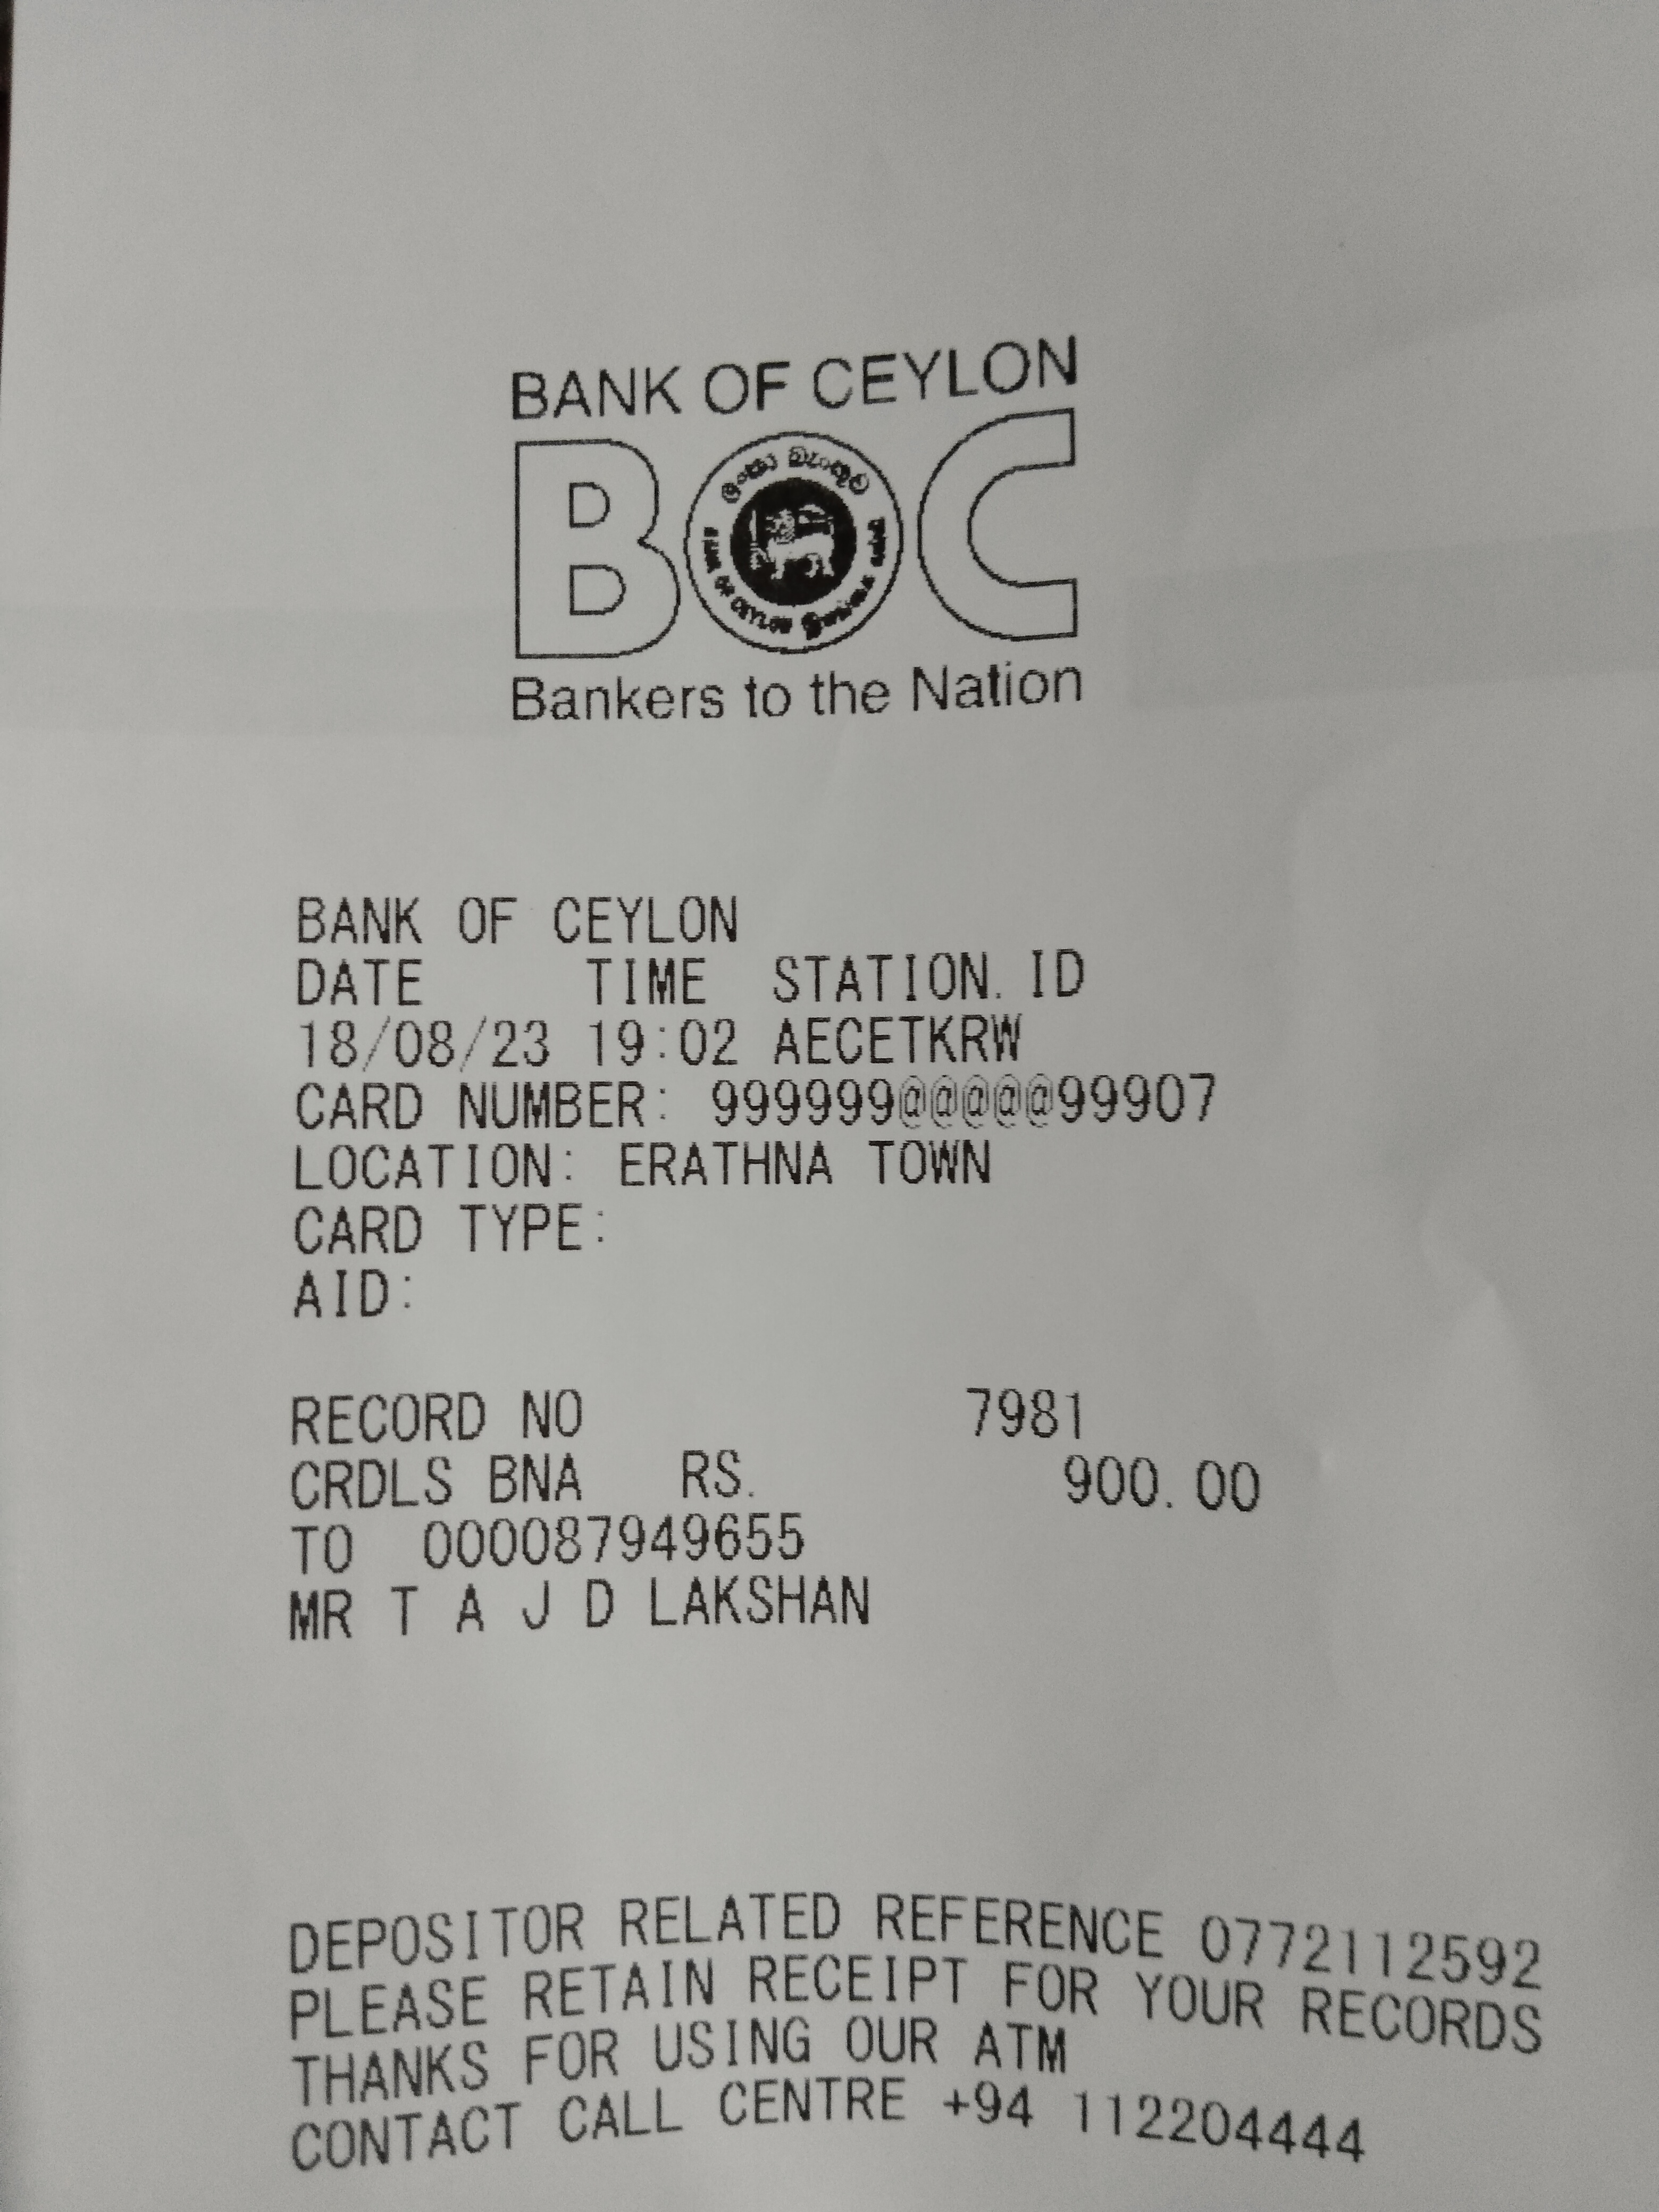 BANK OF CEYLON
BOC
ලංකා බැංකුව
BANK OF CEYLON
Bankers to the Nation
BANK OF CEYLON
DATE TIME STATION. ID
18/08/23 19:02 AECETKRW
CARD NUMBER: 999999@@@@@99907
LOCATION: ERATHNA TOWN
CARD TYPE:
AID:
RECORD NO 7981
CRDLS BNA RS. 900.00
TO 000087949655
MR T A J D LAKSHAN
DEPOSITOR RELATED REFERENCE 0772112592
PLEASE RETAIN RECEIPT FOR YOUR RECORDS
THANKS FOR USING OUR ATM
CONTACT CALL CENTRE +94 112204444